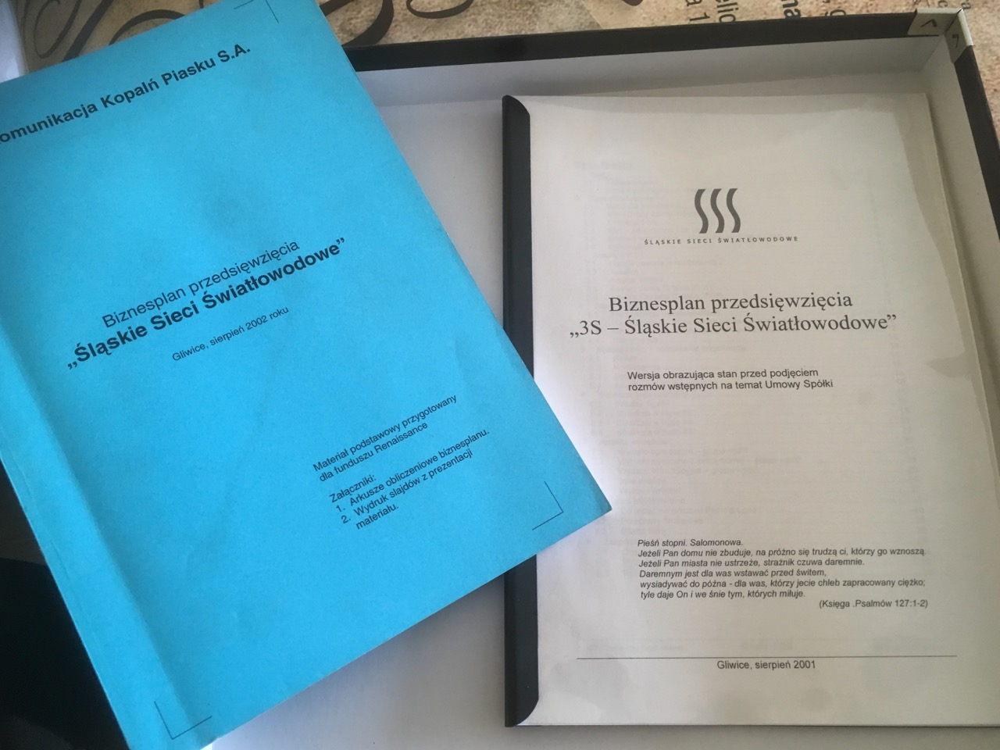 omunikacja Kopalń Piasku S.A.
Biznesplan przedsięwzięcia
„Śląskie Sieci Światłowodowe”
Gliwice, sierpień 2002 roku
Materiał podstawowy przygotowany
dla funduszu Renaissance
Załączniki:
1. Arkusze obliczeniowe biznesplanu.
2. Wydruk slajdów z prezentacji
materiału.
SSS
ŚLĄSKIE SIECI ŚWIATŁOWODOWE
Biznesplan przedsięwzięcia
„3S – Śląskie Sieci Światłowodowe”
Wersja obrazująca stan przed podjęciem
rozmów wstępnych na temat Umowy Spółki
Pieśń stopni. Salomonowa.
Jeżeli Pan domu nie zbuduje, na próżno się trudzą ci, którzy go wznoszą.
Jeżeli Pan miasta nie ustrzeże, strażnik czuwa daremnie.
Daremnym jest dla was wstawać przed świtem,
wysiadywać do późna - dla was, którzy jecie chleb zapracowany ciężko;
tyle daje On i we śnie tym, których miłuje.
(Księga .Psalmów 127:1-2)
Gliwice, sierpień 2001